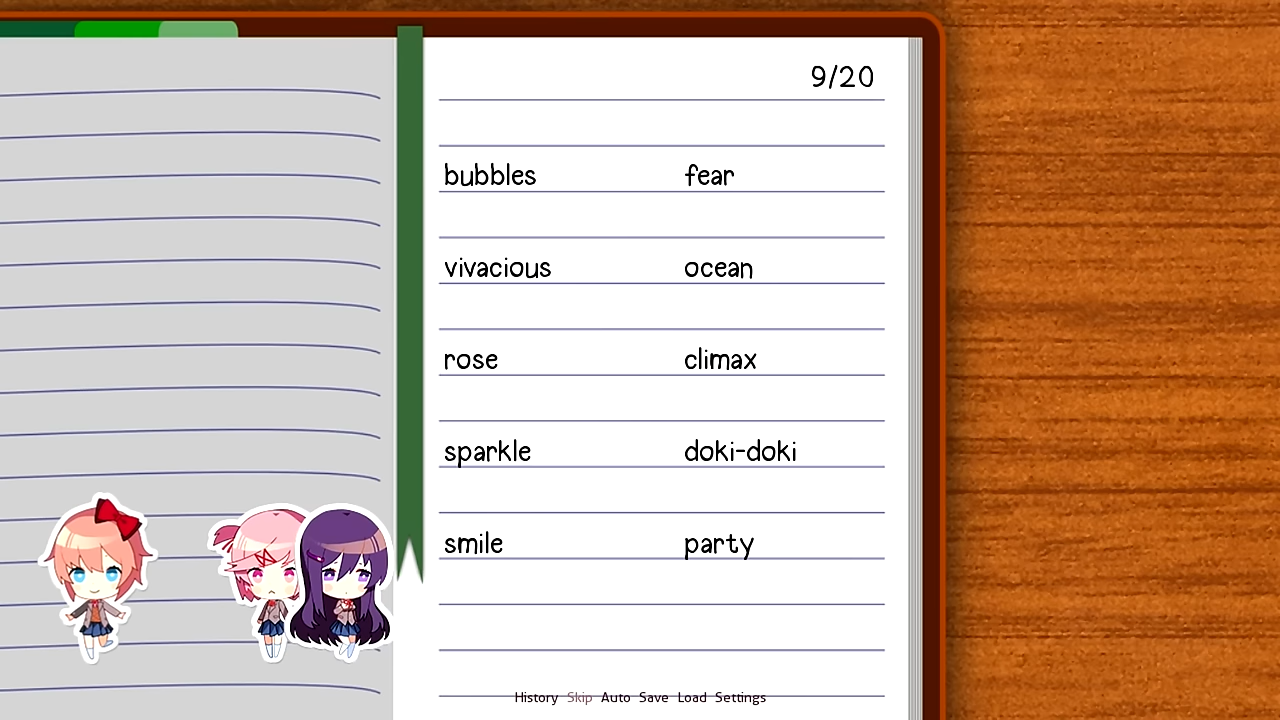 9/20
bubbles fear
vivacious ocean
rose climax
sparkle doki-doki
smile party
History Skip Auto Save Load Settings